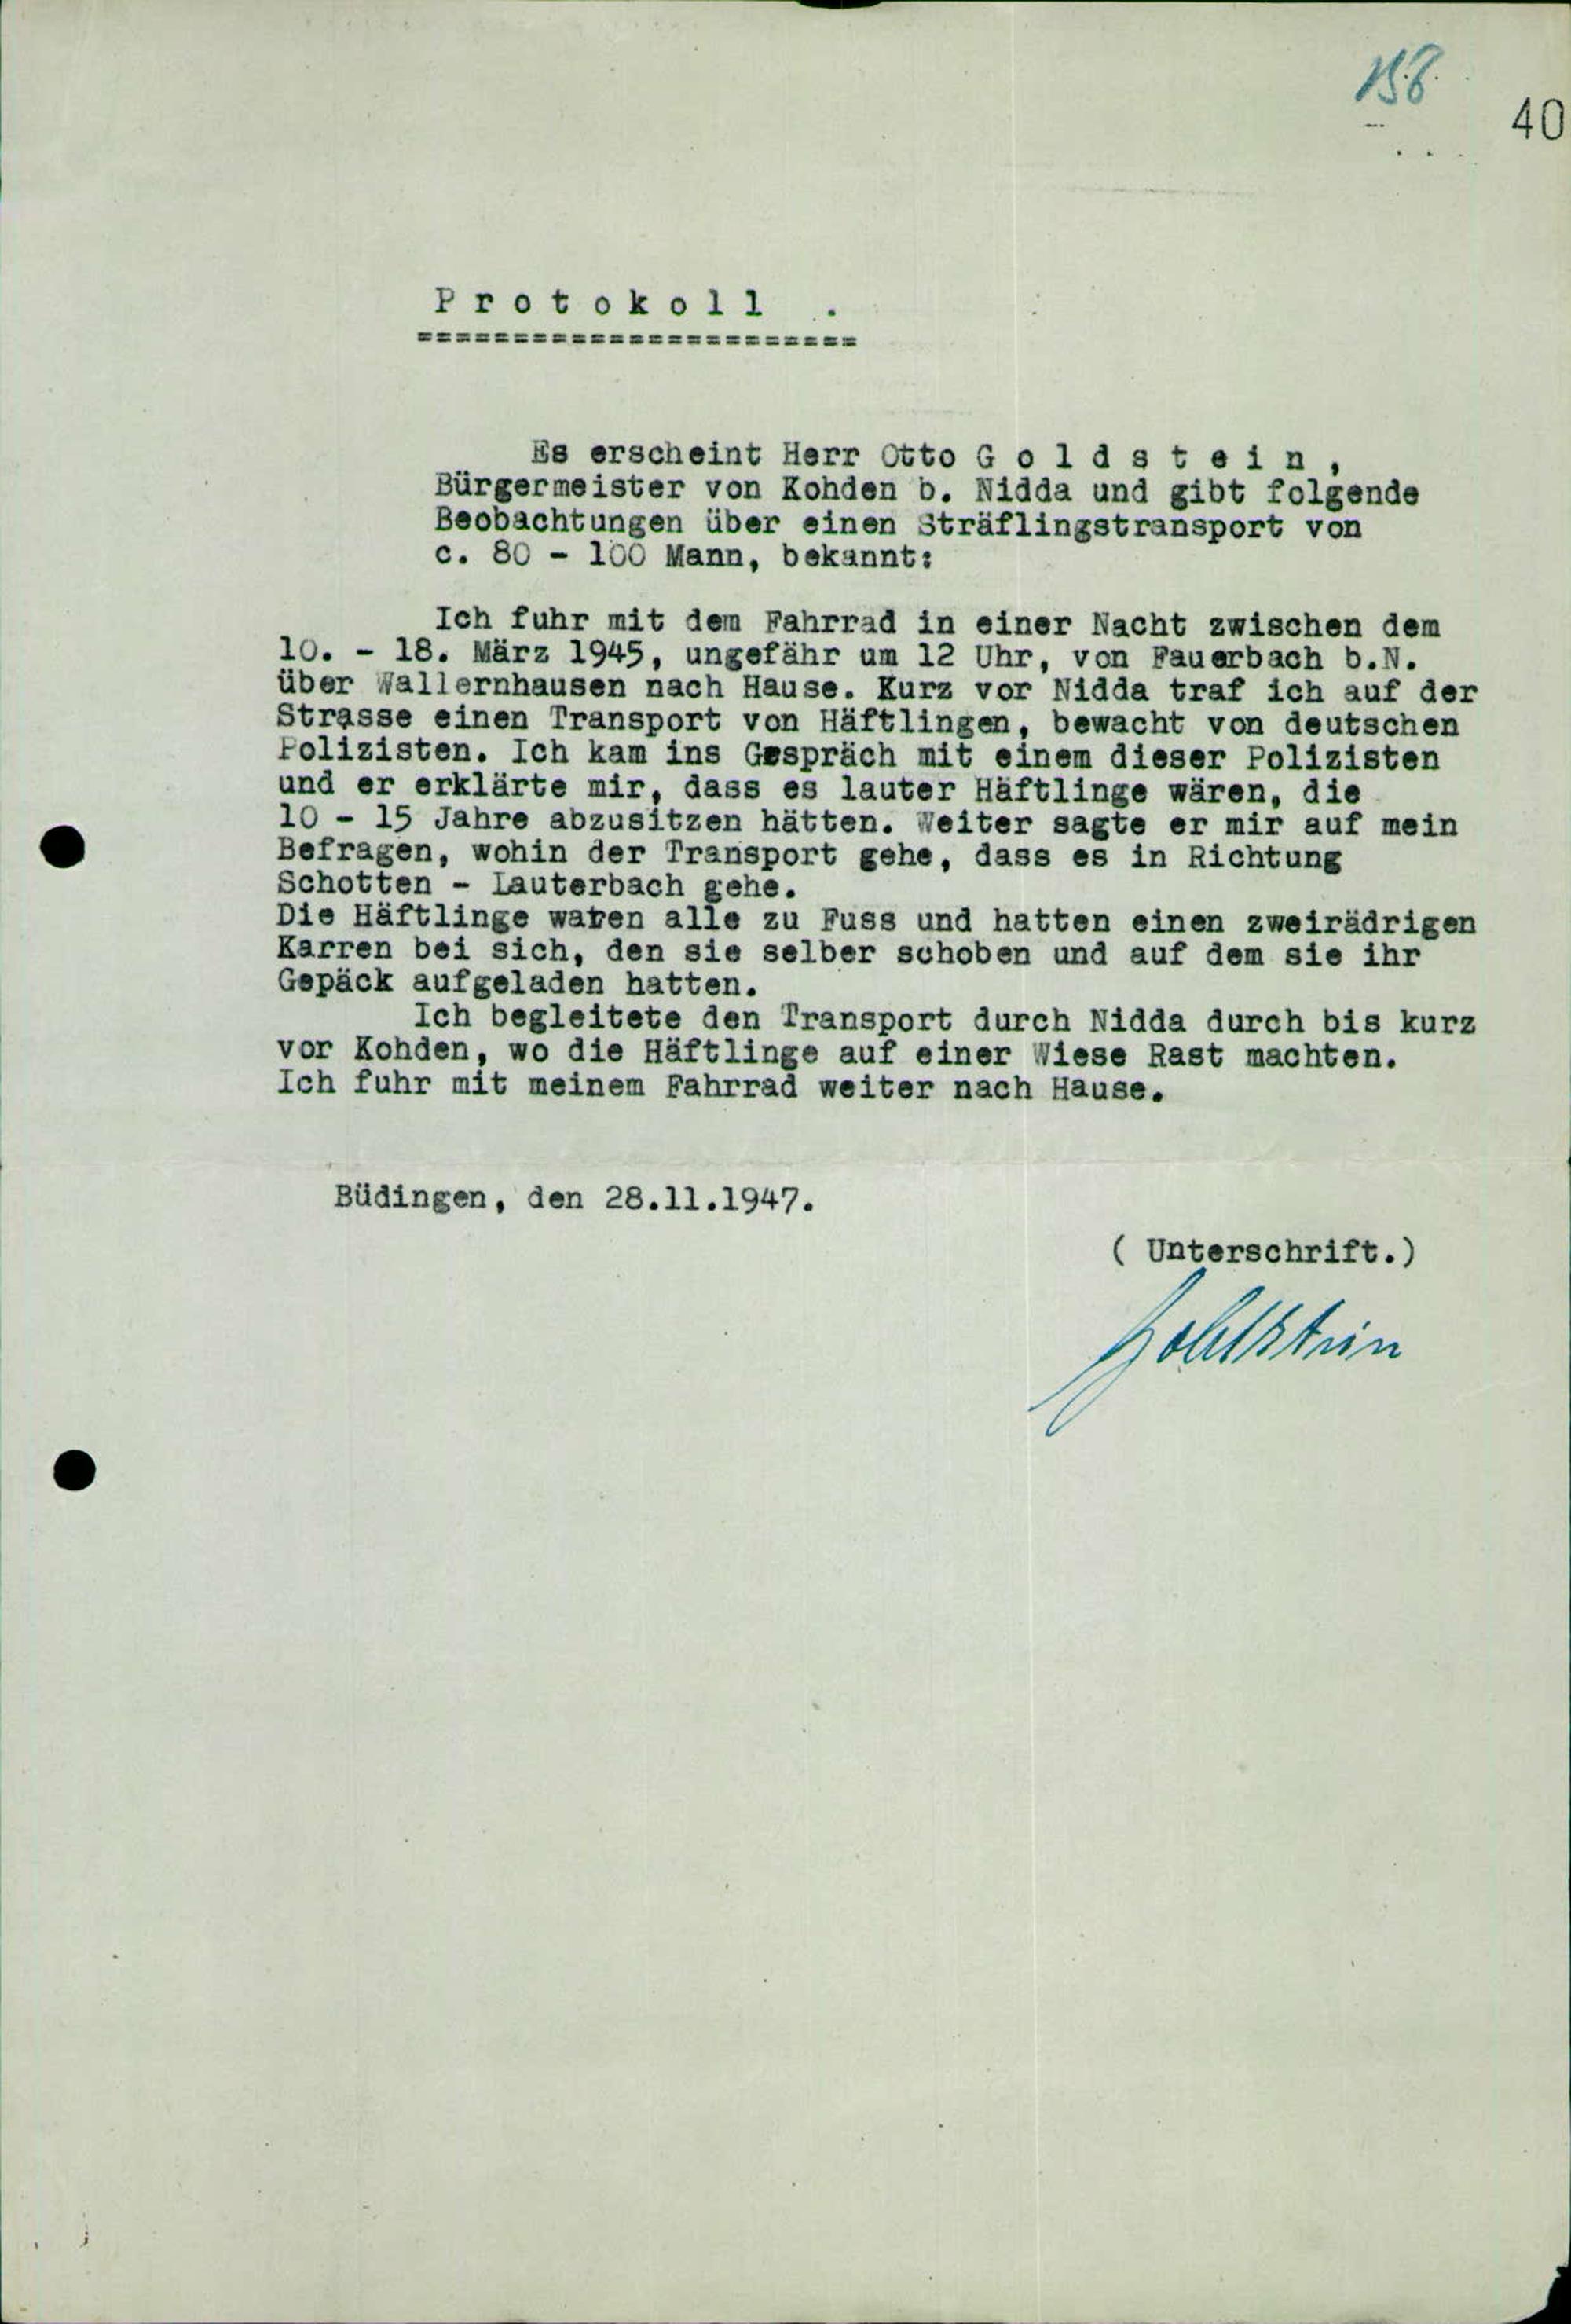 158.
40
P r o t o k o l l .
=======================
Es erscheint Herr Otto G o l d s t e i n ,
Bürgermeister von Kohden b. Nidda und gibt folgende
Beobachtungen über einen Sträflingstransport von
c. 80 - 100 Mann, bekannt:
Ich fuhr mit dem Fahrrad in einer Nacht zwischen dem
10. - 18. März 1945, ungefähr um 12 Uhr, von Fauerbach b.N.
über Wallernhausen nach Hause. Kurz vor Nidda traf ich auf der
Strasse einen Transport von Häftlingen, bewacht von deutschen
Polizisten. Ich kam ins Gespräch mit einem dieser Polizisten
und er erklärte mir, dass es lauter Häftlinge wären, die
10 - 15 Jahre abzusitzen hätten. Weiter sagte er mir auf mein
Befragen, wohin der Transport gehe, dass es in Richtung
Schotten - Lauterbach gehe.
Die Häftlinge waren alle zu Fuss und hatten einen zweirädrigen
Karren bei sich, den sie selber schoben und auf dem sie ihr
Gepäck aufgeladen hatten.
Ich begleitete den Transport durch Nidda durch bis kurz
vor Kohden, wo die Häftlinge auf einer Wiese Rast machten.
Ich fuhr mit meinem Fahrrad weiter nach Hause.
Büdingen, den 28.11.1947.
( Unterschrift.)
Goldstein